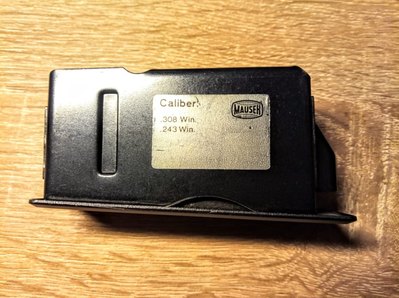 Caliber:
MAUSER
.308 Win.
.243 Win.